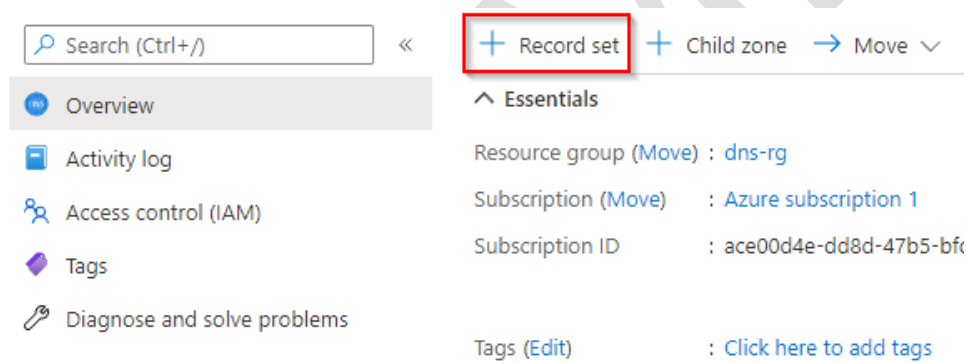 Search (Ctrl+/)
«
Overview
Activity log
Access control (IAM)
Tags
Diagnose and solve problems
+ Record set + Child zone → Move
Essentials
Resource group (Move) : dns-rg
Subscription (Move) : Azure subscription 1
Subscription ID : ace00d4e-dd8d-47b5-bfc
Tags (Edit) : Click here to add tags